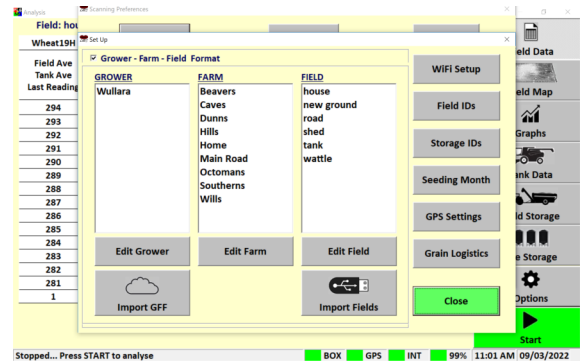 Analysis
Scanning Preferences
Field: hou
Wheat19H
Field Ave
Tank Ave
Last Reading
294
293
292
291
290
289
288
287
286
285
284
283
282
281
1
Set Up
Grower - Farm - Field Format
GROWER
Wullara
FARM
Beavers
Caves
Dunns
Hills
Home
Main Road
Octomans
Southerns
Wills
FIELD
house
new ground
road
shed
tank
wattle
Edit Grower
Edit Farm
Edit Field
Import GFF
Import Fields
WiFi Setup
Field IDs
Storage IDs
Seeding Month
GPS Settings
Grain Logistics
Close
eld Data
eld Map
Graphs
nk Data
ld Storage
e Storage
Options
Start
Stopped... Press START to analyse
BOX
GPS
INT
99%
11:01 AM
09/03/2022